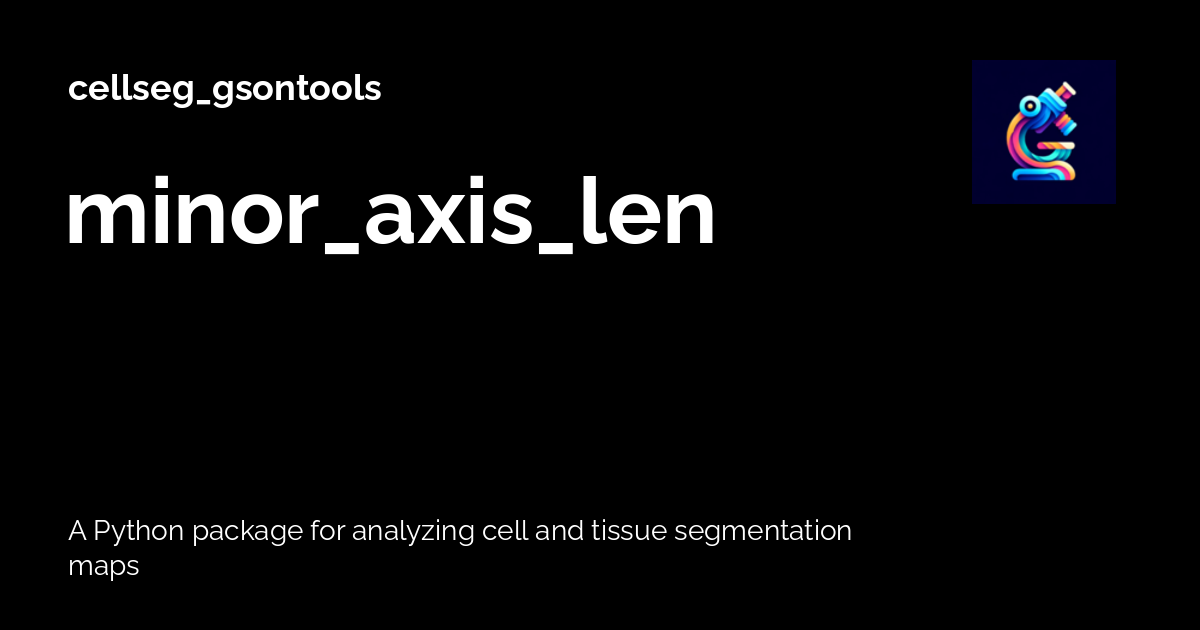 cellseg_gsontools
minor_axis_len
A Python package for analyzing cell and tissue segmentation
maps